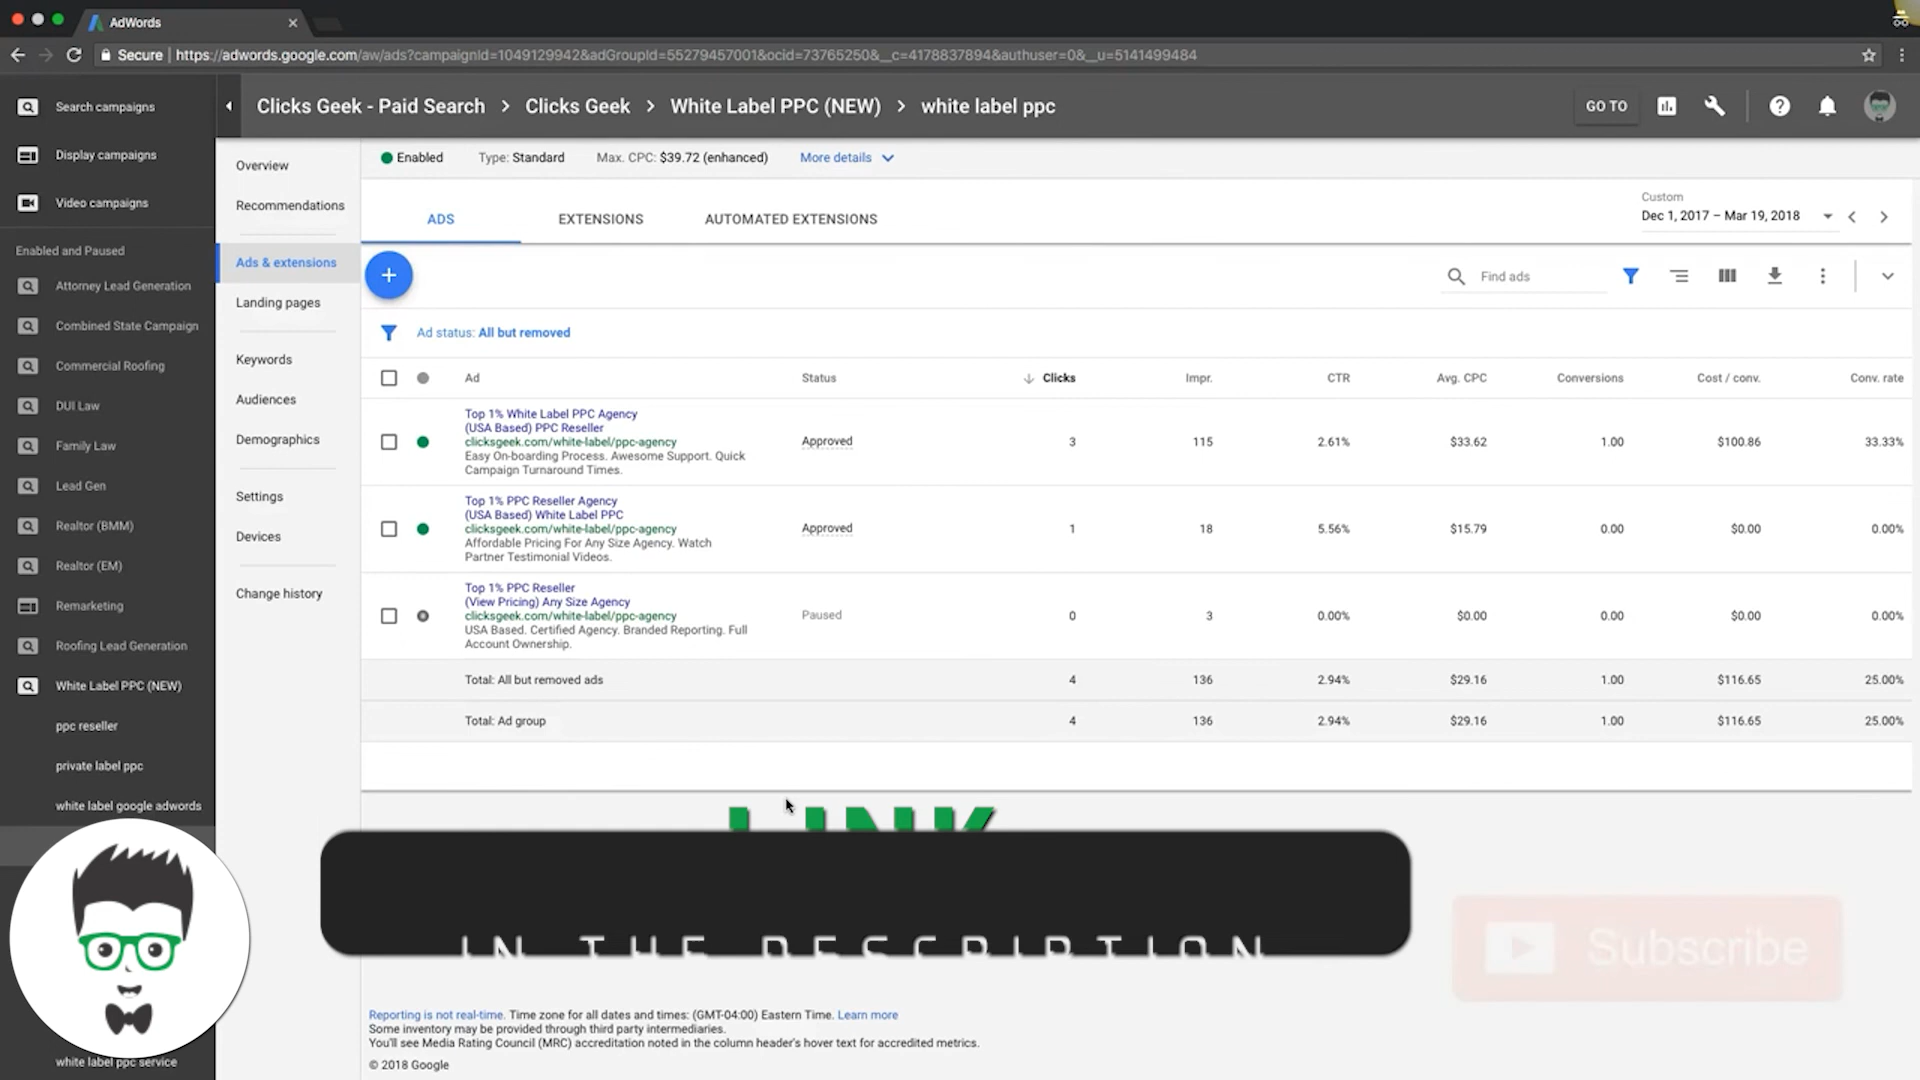 AdWords
Secure
https://adwords.google.com/aw/ads?campaignId=1049129942&adGroupId=55279457001&ocid=73765250&__c=4178837894&authuser=0&__u=5141499484
Search campaigns
Display campaigns
Video campaigns
Enabled and Paused
Attorney Lead Generation
Combined State Campaign
Commercial Roofing
DUI Law
Family Law
Lead Gen
Realtor (BMM)
Realtor (EM)
Remarketing
Roofing Lead Generation
White Label PPC (NEW)
ppc reseller
private label ppc
white label google adwords
white label ppc service
Clicks Geek - Paid Search > Clicks Geek > White Label PPC (NEW) > white label ppc
GO TO
Overview
Recommendations
Ads & extensions
Landing pages
Keywords
Audiences
Demographics
Settings
Devices
Change history
Enabled Type: Standard Max. CPC: $39.72 (enhanced) More details
ADS EXTENSIONS AUTOMATED EXTENSIONS
Custom
Dec 1, 2017 – Mar 19, 2018
Find ads
Ad status: All but removed
Ad Status Clicks Impr. CTR Avg. CPC Conversions Cost / conv. Conv. rate
Top 1% White Label PPC Agency
(USA Based) PPC Reseller
clicksgeek.com/white-label/ppc-agency
Easy On-boarding Process. Awesome Support. Quick
Campaign Turnaround Times.
Approved 3 115 2.61% $33.62 1.00 $100.86 33.33%
Top 1% PPC Reseller Agency
(USA Based) White Label PPC
clicksgeek.com/white-label/ppc-agency
Affordable Pricing For Any Size Agency. Watch
Partner Testimonial Videos.
Approved 1 18 5.56% $15.79 0.00 $0.00 0.00%
Top 1% PPC Reseller
(View Pricing) Any Size Agency
clicksgeek.com/white-label/ppc-agency
USA Based. Certified Agency. Branded Reporting. Full
Account Ownership.
Paused 0 3 0.00% $0.00 0.00 $0.00 0.00%
Total: All but removed ads 4 136 2.94% $29.16 1.00 $116.65 25.00%
Total: Ad group 4 136 2.94% $29.16 1.00 $116.65 25.00%
LINK
IN THE DESCRIPTION
Subscribe
Reporting is not real-time. Time zone for all dates and times: (GMT-04:00) Eastern Time. Learn more
Some inventory may be provided through third party intermediaries.
You'll see Media Rating Council (MRC) accreditation noted in the column header's hover text for accredited metrics.
© 2018 Google